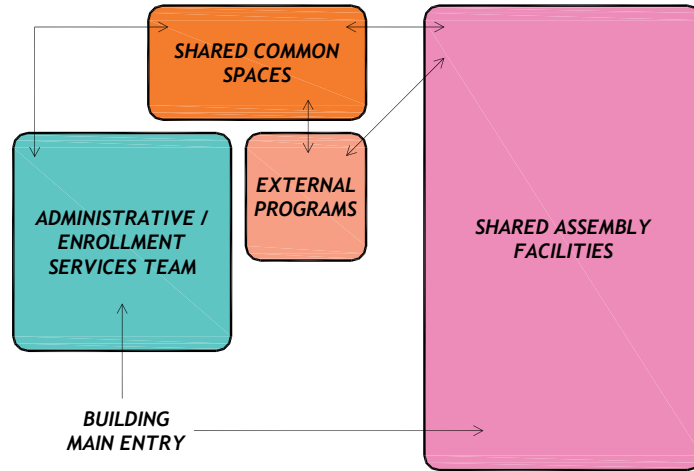 SHARED COMMON
SPACES
EXTERNAL
PROGRAMS
ADMINISTRATIVE /
ENROLLMENT
SERVICES TEAM
SHARED ASSEMBLY
FACILITIES
BUILDING
MAIN ENTRY